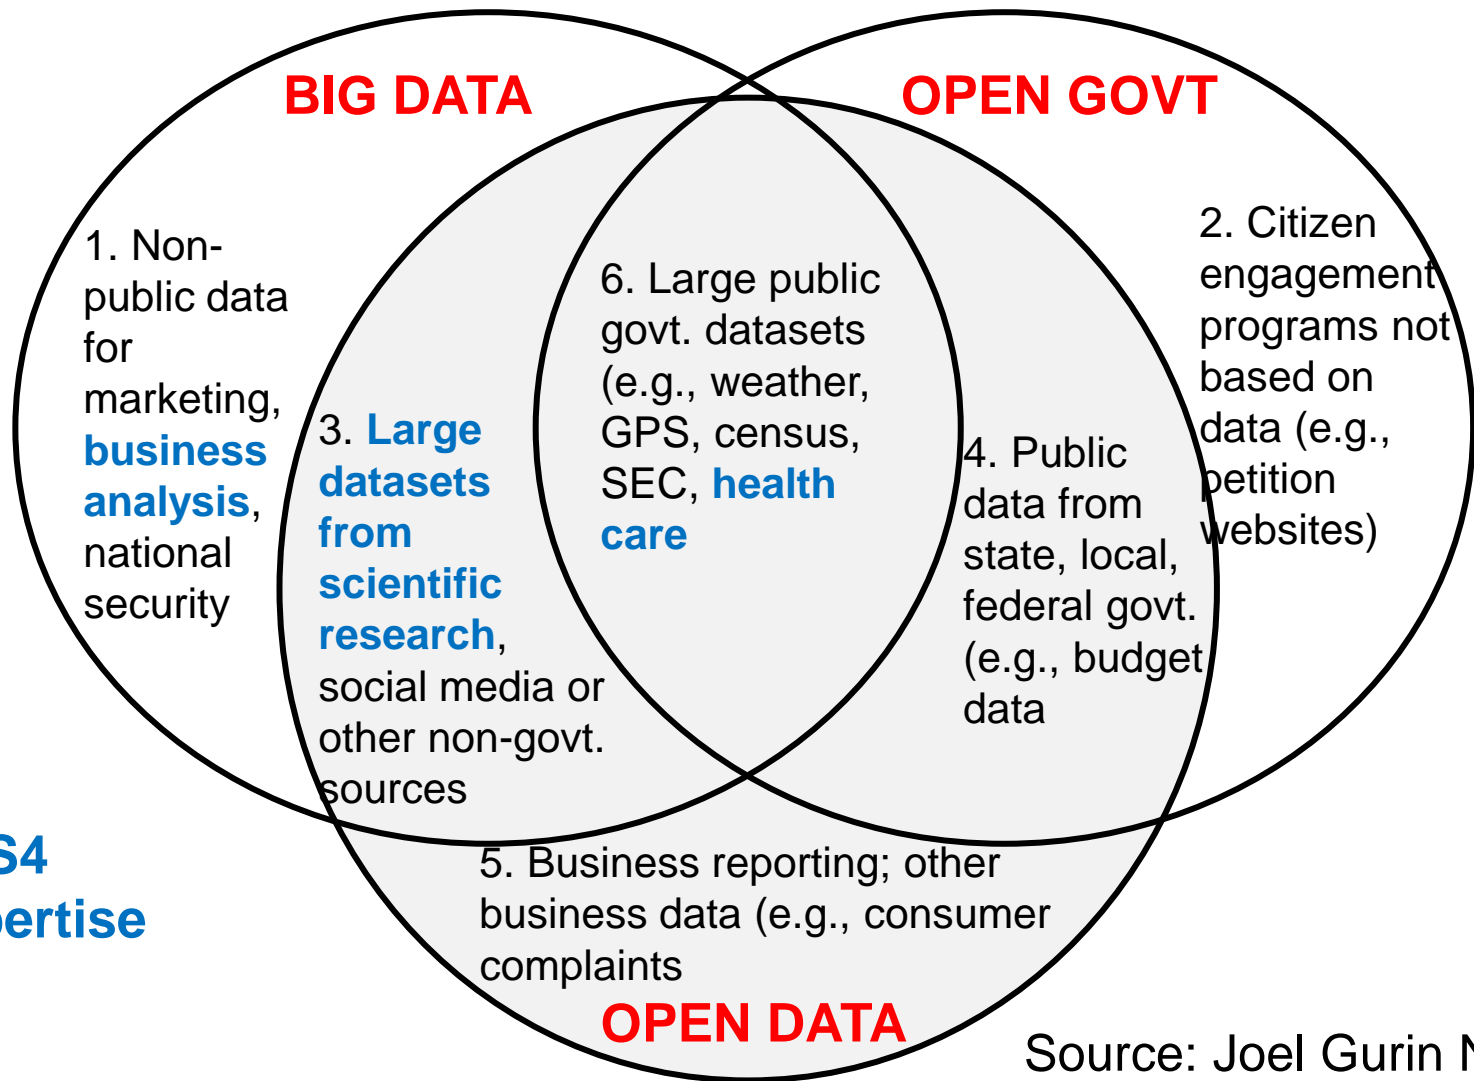 BIG DATA
OPEN GOVT
1. Non-
public data
for
marketing,
business
analysis,
national
security
2. Citizen
engagement
programs not
based on
data (e.g.,
petition
websites)
6. Large public
govt. datasets
(e.g., weather,
GPS, census,
SEC, health
care
3. Large
datasets
from
scientific
research,
social media or
other non-govt.
sources
4. Public
data from
state, local,
federal govt.
(e.g., budget
data
S4
pertise
5. Business reporting; other
business data (e.g., consumer
complaints
OPEN DATA
Source: Joel Gurin N